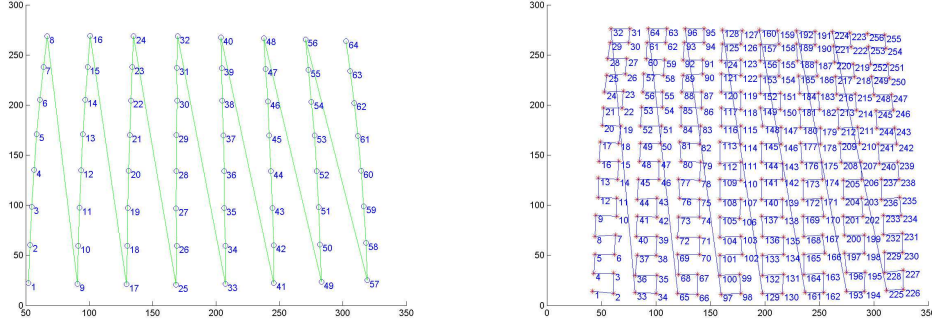 300
8 16 24 32 40 48 56 64
250
7 15 23 31 39 47 55 63
6 14 22 30 38 46 54 62
200
5 13 21 29 37 45 53 61
150
4 12 20 28 36 44 52 60
100
3 11 19 27 35 43 51 59
2 10 18 26 34 42 50 58
50
1 9 17 25 33 41 49 57
0
50 100 150 200 250 300 350
300
32 31 64 63 96 95 128 127 160 159 192 191 224 223 256 255
29 30 61 62 93 94 125 126 157 158 189 190 221 222 253 254
250
28 27 60 59 92 91 124 123 156 155 188 187 220 219 252 251
25 26 57 58 89 90 121 122 153 154 185 186 217 218 249 250
24 23 56 55 88 87 120 119 152 151 184 183 216 215 248 247
200
21 22 53 54 85 86 117 118 149 150 181 182 213 214 245 246
20 19 52 51 84 83 116 115 148 147 180 179 212 211 244 243
17 18 49 50 81 82 113 114 145 146 177 178 209 210 241 242
150
16 15 48 47 80 79 112 111 144 143 176 175 208 207 240 239
13 14 45 46 77 78 109 110 141 142 173 174 205 206 237 238
12 11 44 43 76 75 108 107 140 139 172 171 204 203 236 235
100
9 10 41 42 73 74 105 106 137 138 169 170 201 202 233 234
8 7 40 39 72 71 104 103 136 135 168 167 200 199 232 231
5 6 37 38 69 70 101 102 133 134 165 166 197 198 229 230
50
3 36 35 68 67 100 99 132 131 164 163 196 195 228 227
1 2 33 34 65 66 97 98 129 130 161 162 193 194 225 226
0
0 50 100 150 200 250 300 350